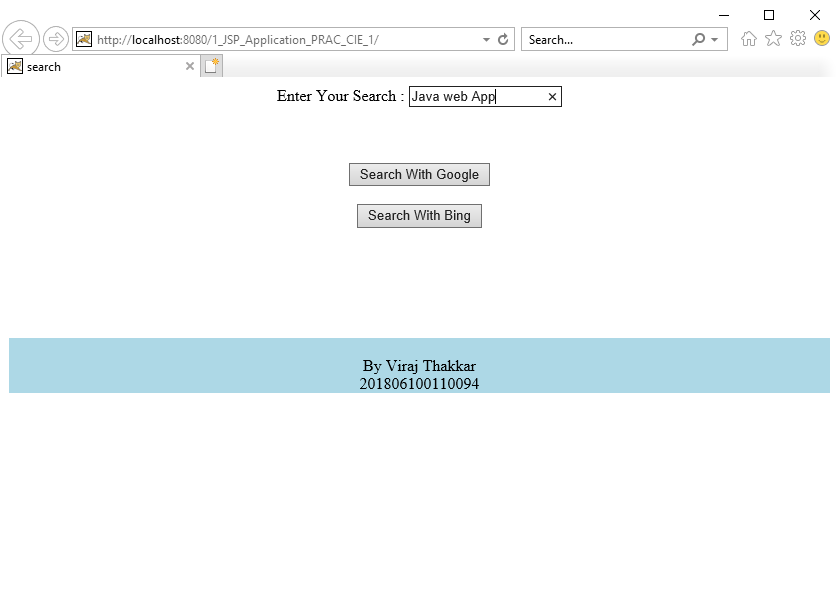 http://localhost:8080/1_JSP_Application_PRAC_CIE_1/
Search...
search
Enter Your Search : Java web App
Search With Google
Search With Bing
By Viraj Thakkar
201806100110094